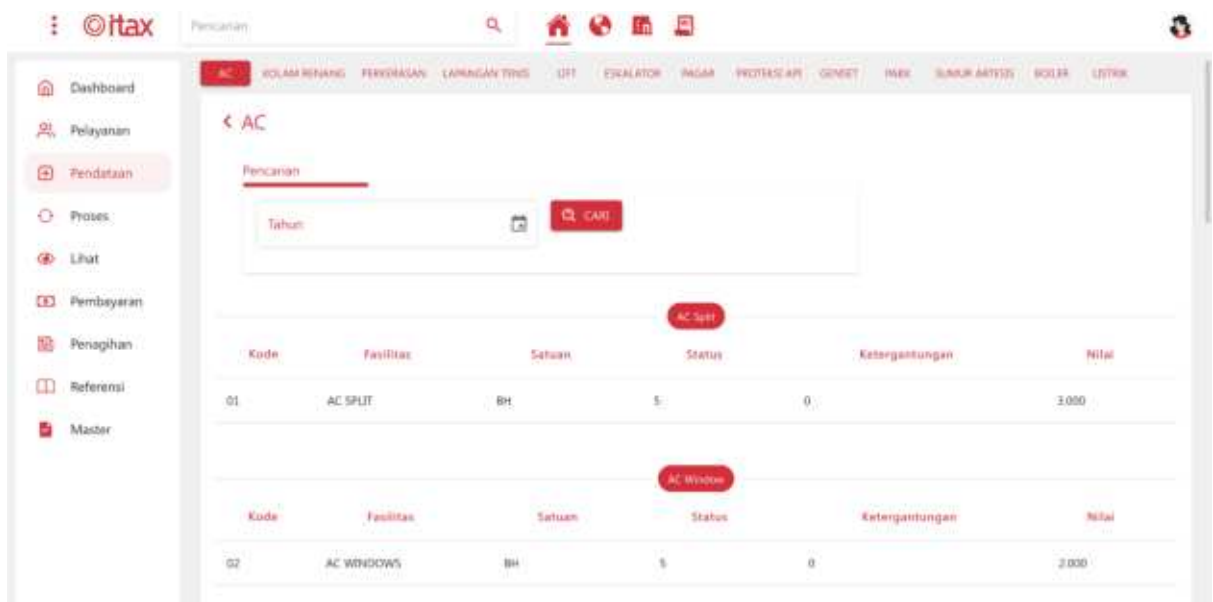 itax
Pencarian
AC KOLAM RENANG PERKERASAN LAPANGAN TENIS LIFT ESKALATOR PAGAR PROTEKSI API GENSET PABX SUMUR ARTESIS BOILER LISTRIK
Dashboard
Pelayanan
Pendataan
Proses
Lihat
Pembayaran
Penagihan
Referensi
Master
AC
Pencarian
Tahun
CARI
AC Split
Kode Fasilitas Satuan Status Ketergantungan Nilai
01 AC SPLIT BH 5 0 3.000
AC Window
Kode Fasilitas Satuan Status Ketergantungan Nilai
02 AC WINDOWS BH 5 0 2.000